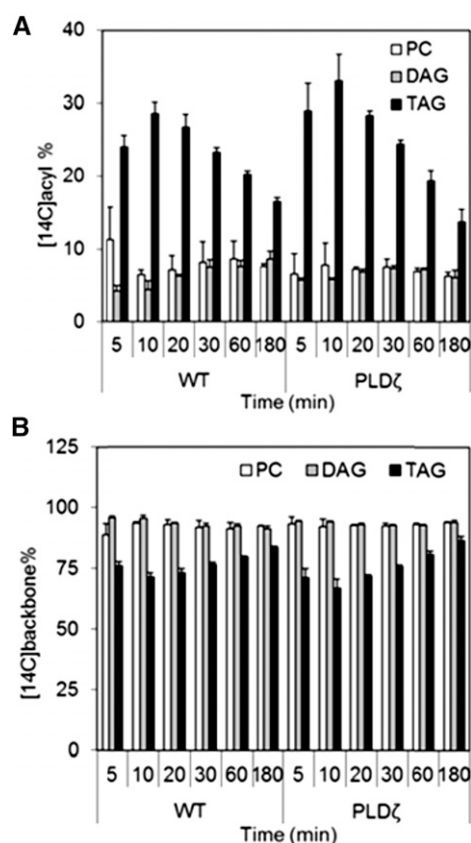 A
40
30
20
10
0
[14C]acyl %
PC
DAG
TAG
5 10 20 30 60 180 5 10 20 30 60 180
WT PLDζ
Time (min)
B
125
100
75
50
25
0
[14C]backbone%
PC DAG TAG
5 10 20 30 60 180 5 10 20 30 60 180
WT PLDζ
Time (min)